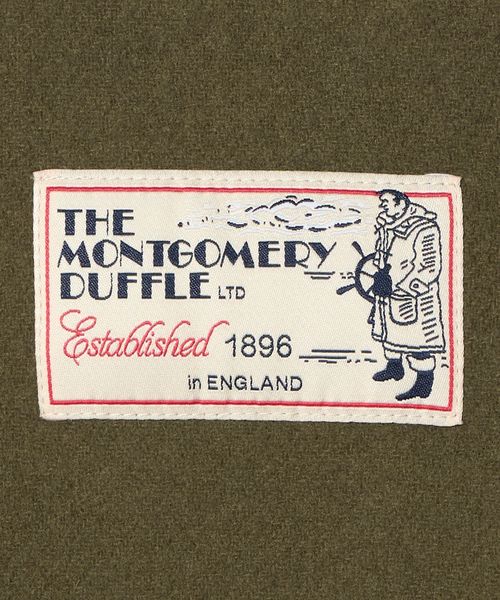 THE
MONTGOMERY
DUFFLE LTD
Established 1896
in ENGLAND